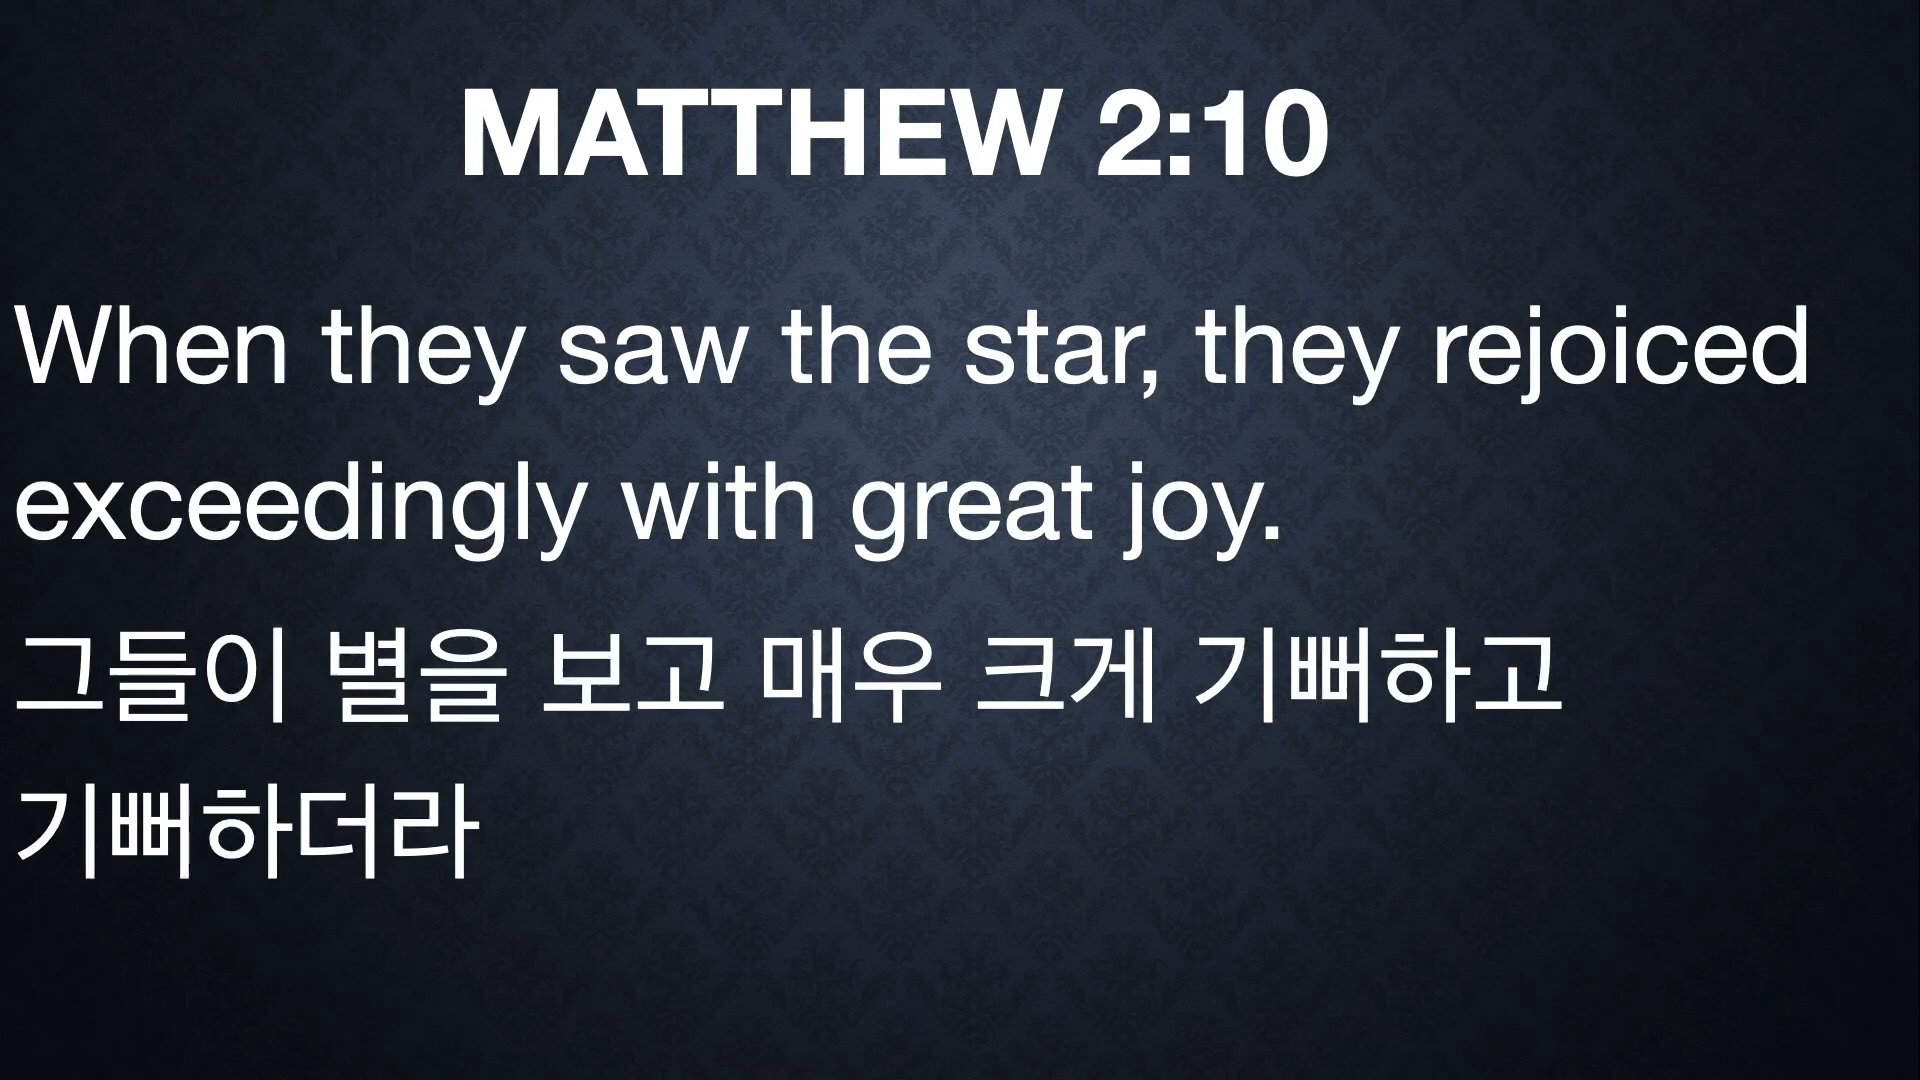 MATTHEW 2:10
When they saw the star, they rejoiced
exceedingly with great joy.
그들이 별을 보고 매우 크게 기뻐하고
기뻐하더라